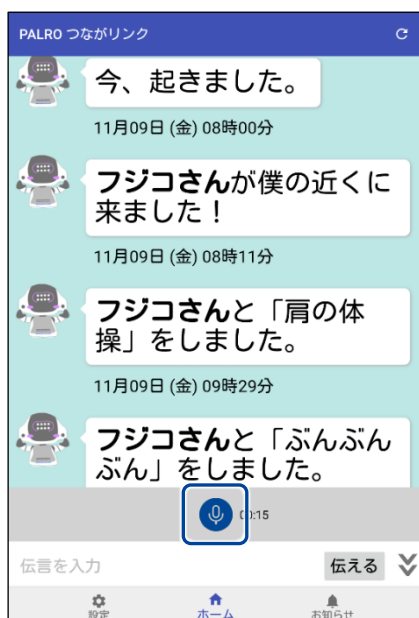 PALRO つながリンク
今、起きました。
11月09日 (金) 08時00分
フジコさんが僕の近くに
来ました！
11月09日 (金) 08時11分
フジコさんと「肩の体
操」をしました。
11月09日 (金) 09時29分
フジコさんと「ぶんぶん
ぶん」をしました。
00:15
伝言を入力
伝える
設定
ホーム
お知らせ